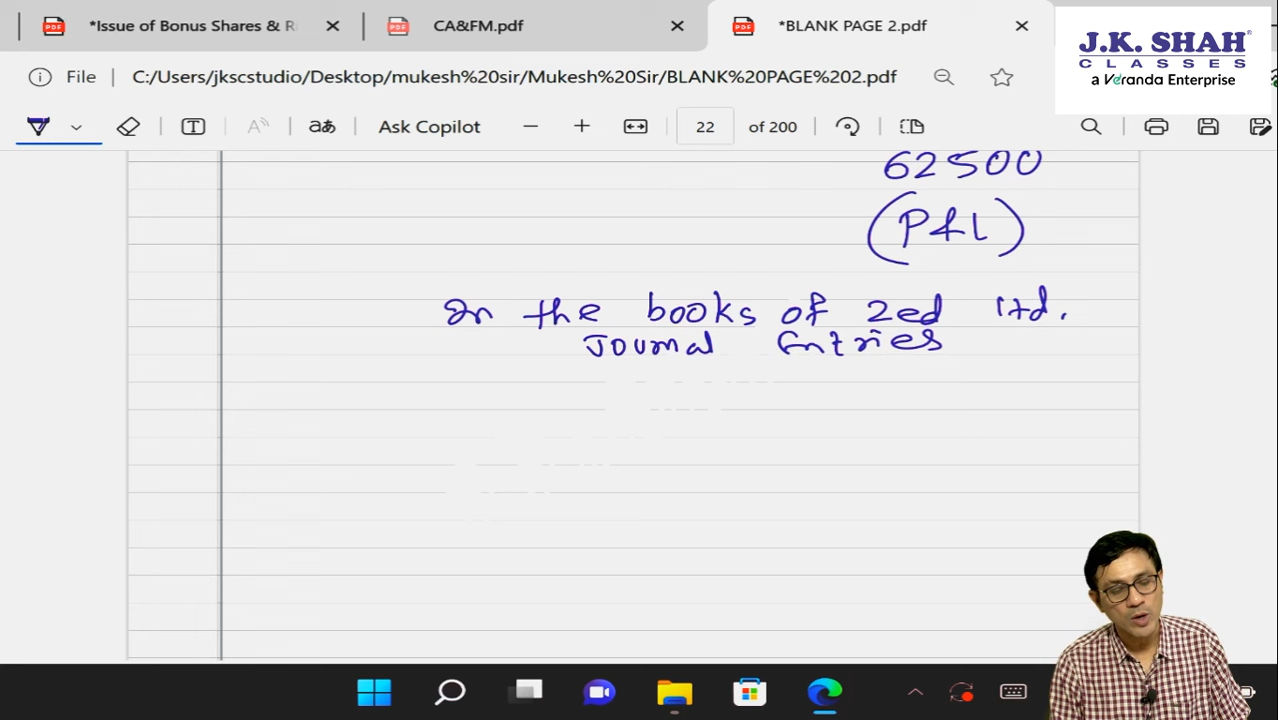 *Issue of Bonus Shares & Ri
CA&FM.pdf
*BLANK PAGE 2.pdf
J.K. SHAH
CLASSES
a Veranda Enterprise
File
C:/Users/jkscstudio/Desktop/mukesh%20sir/Mukesh%20Sir/BLANK%20PAGE%202.pdf
Ask Copilot
22 of 200
62500
(P&L)
In the books of Zed Ltd.
Journal Entries